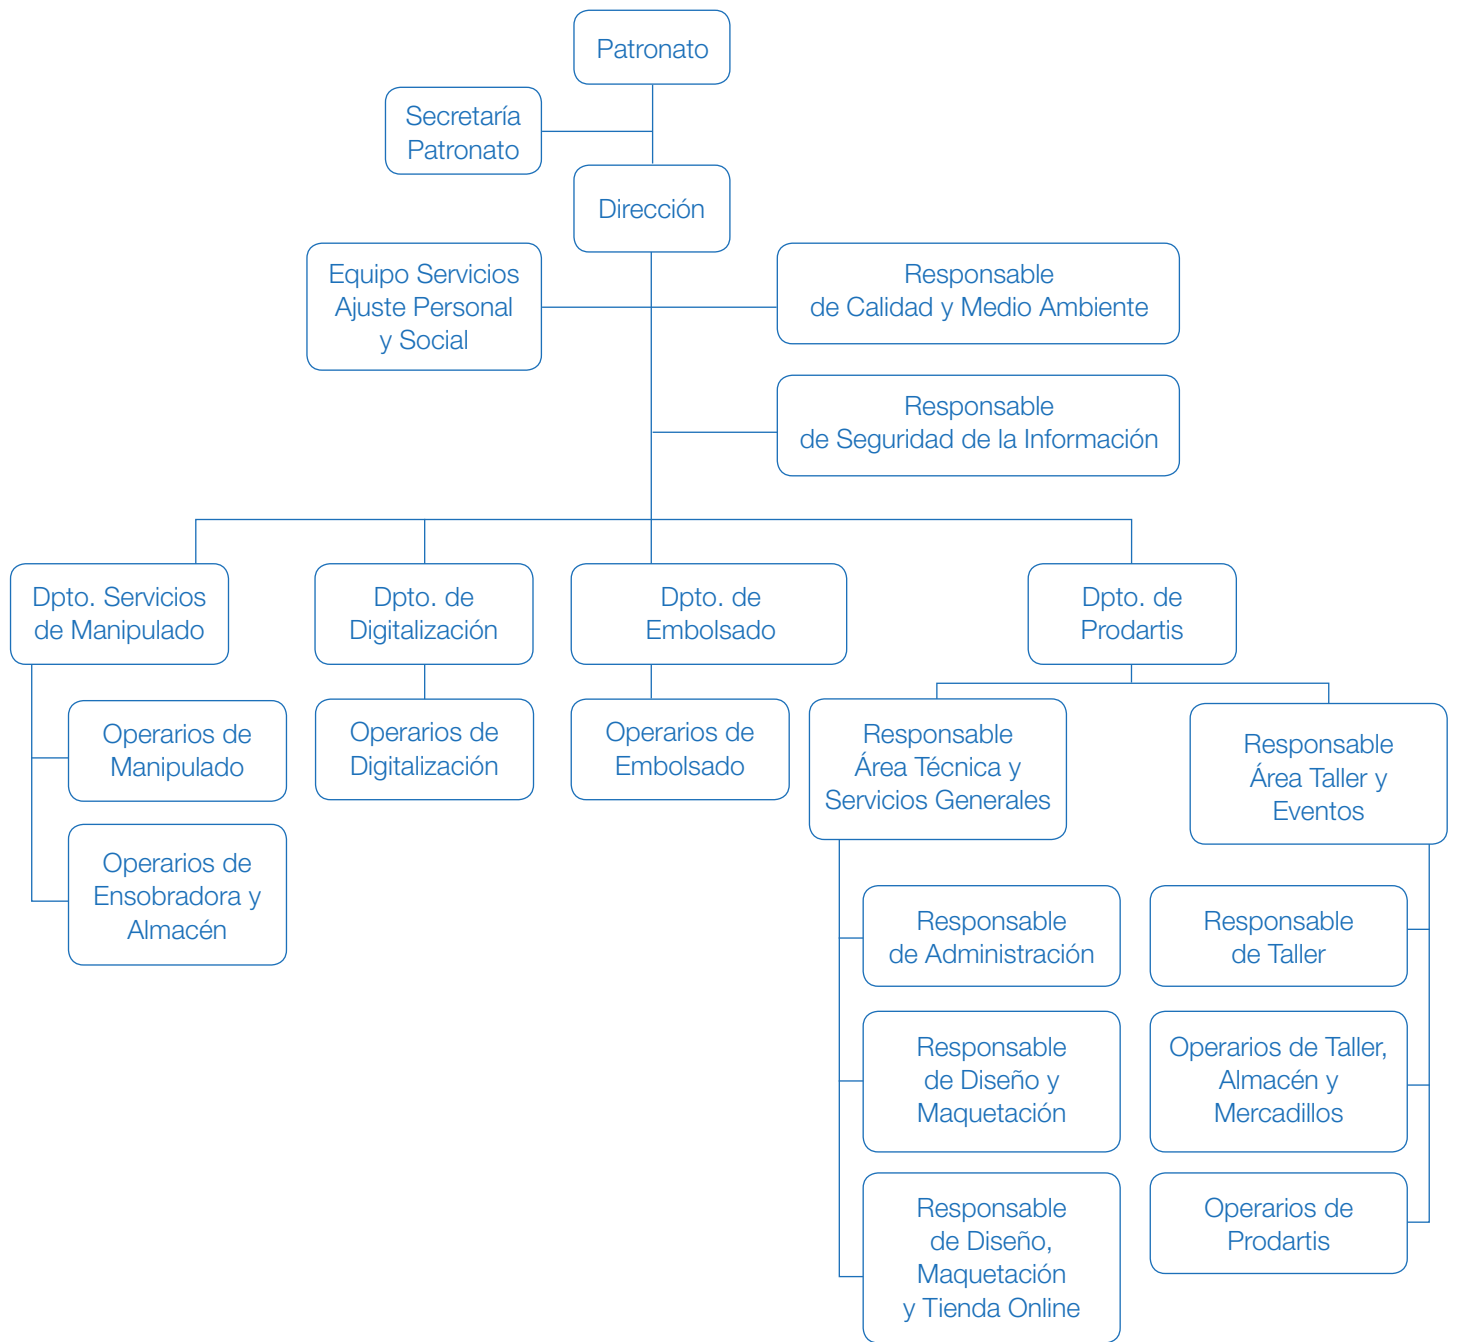 Patronato
Secretaría
Patronato
Dirección
Equipo Servicios
Ajuste Personal
y Social
Responsable
de Calidad y Medio Ambiente
Responsable
de Seguridad de la Información
Dpto. Servicios
de Manipulado
Dpto. de
Digitalización
Dpto. de
Embolsado
Dpto. de
Prodartis
Operarios de
Manipulado
Operarios de
Ensobradora y
Almacén
Operarios de
Digitalización
Operarios de
Embolsado
Responsable
Área Técnica y
Servicios Generales
Responsable
Área Taller y
Eventos
Responsable
de Administración
Responsable
de Diseño y
Maquetación
Responsable
de Diseño,
Maquetación
y Tienda Online
Responsable
de Taller
Operarios de Taller,
Almacén y
Mercadillos
Operarios de
Prodartis